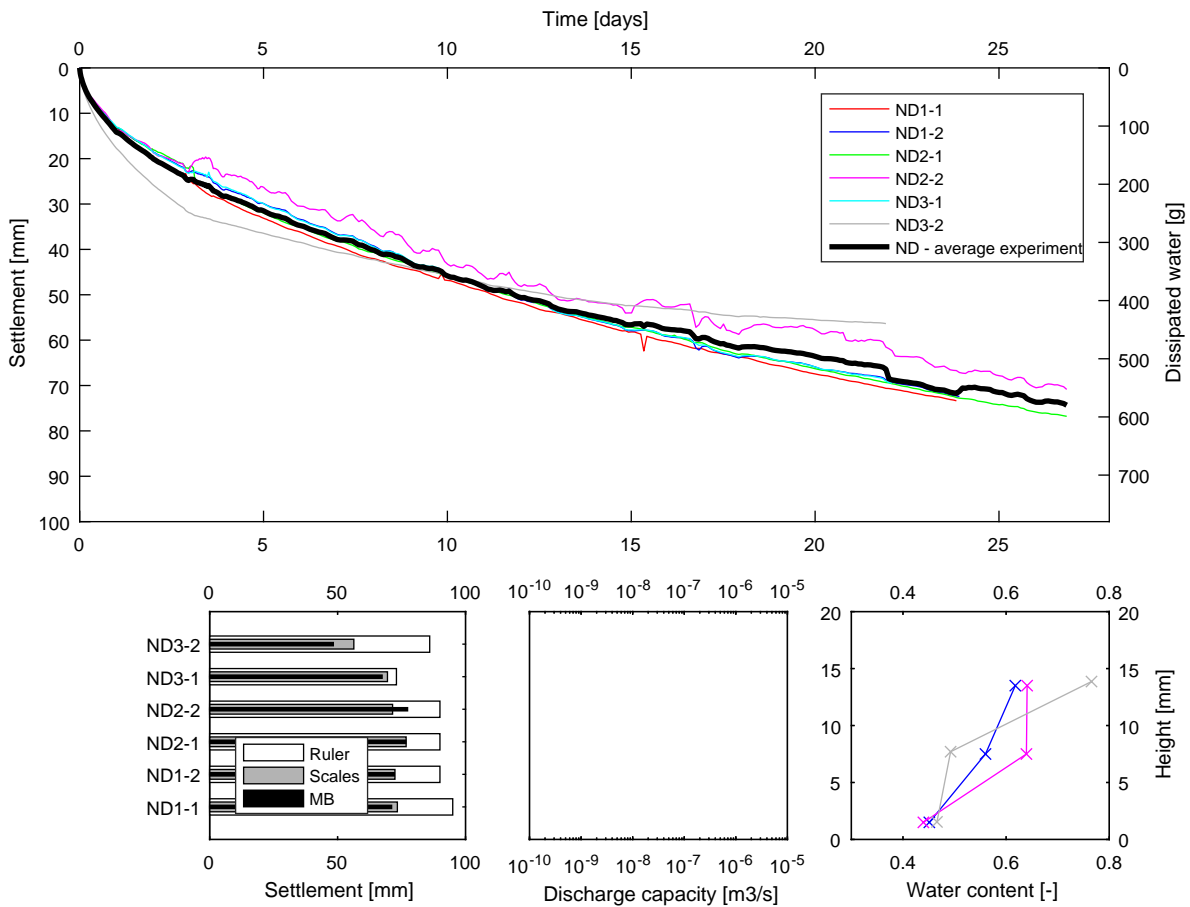 Time [days]
0 5 10 15 20 25
0 0
10
20
30
40
50
60
70
80
90
100
100
200
300
400
500
600
700
Settlement [mm]
Dissipated water [g]
ND1-1
ND1-2
ND2-1
ND2-2
ND3-1
ND3-2
ND - average experiment
0 5 10 15 20 25
0 50 100
ND3-2
ND3-1
ND2-2
ND2-1
ND1-2
ND1-1
Ruler
Scales
MB
0 50 100
Settlement [mm]
10⁻¹⁰ 10⁻⁹ 10⁻⁸ 10⁻⁷ 10⁻⁶ 10⁻⁵
10⁻¹⁰ 10⁻⁹ 10⁻⁸ 10⁻⁷ 10⁻⁶ 10⁻⁵
Discharge capacity [m3/s]
0.4 0.6 0.8
20 20
15 15
10 10
5 5
0 0
Height [mm]
0.4 0.6 0.8
Water content [-]